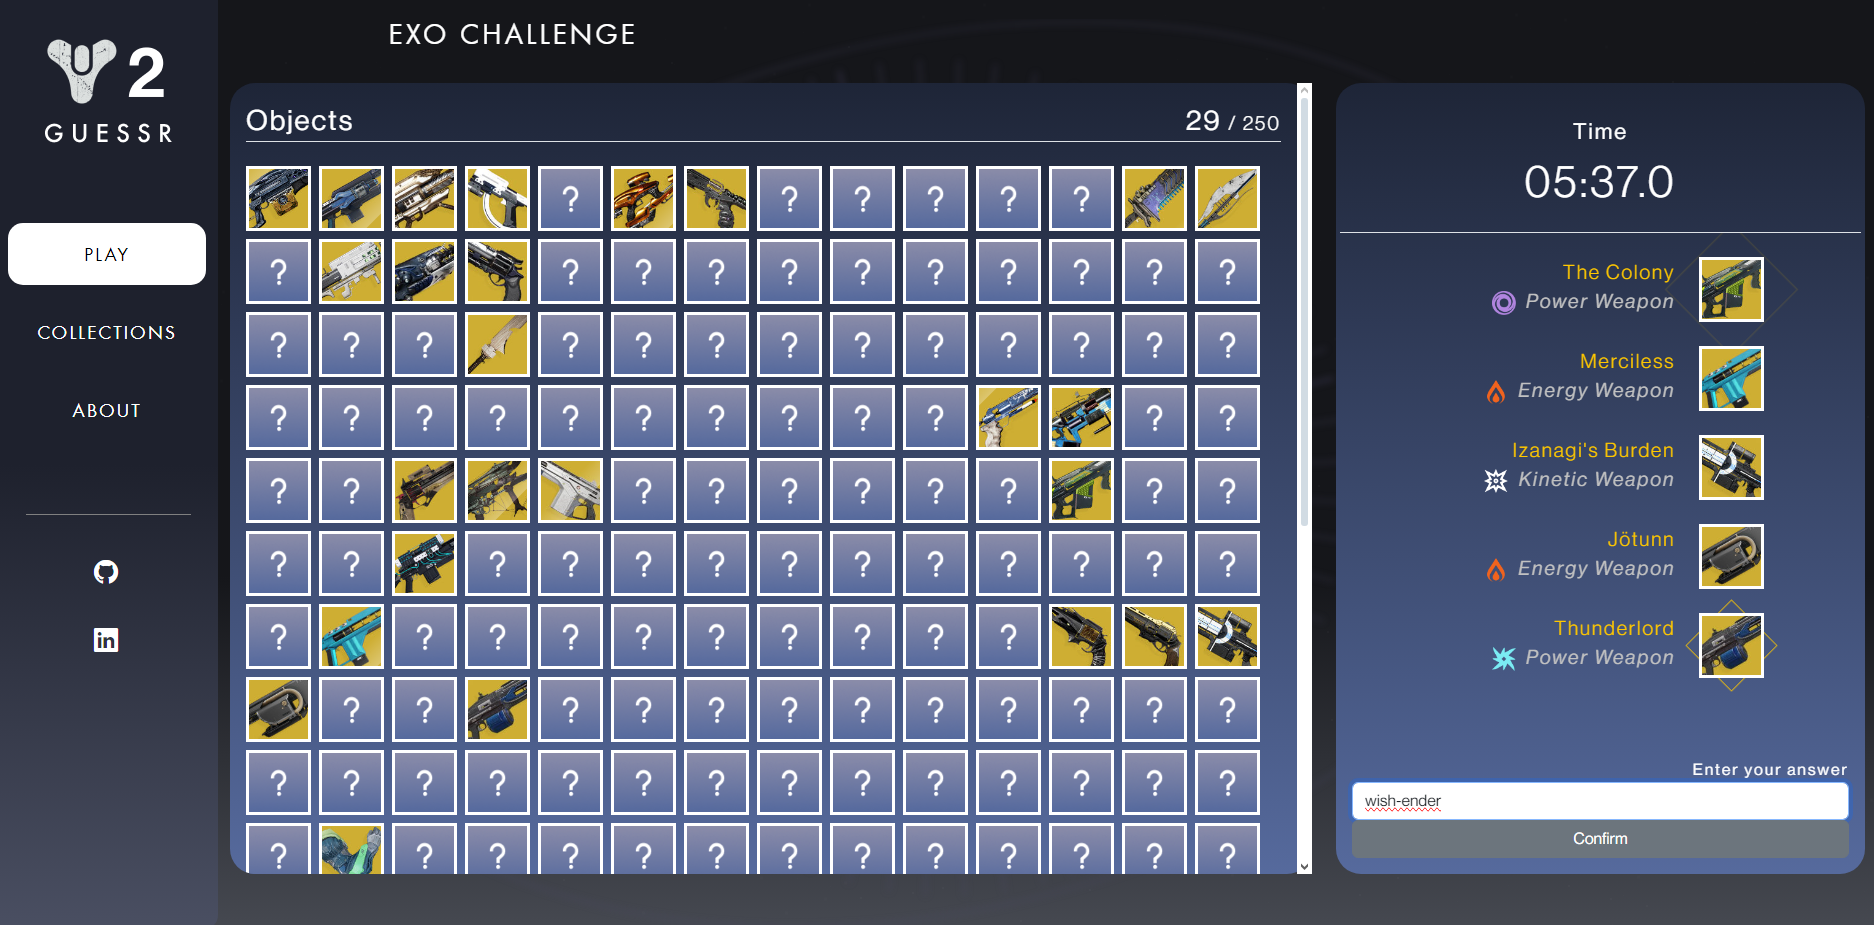 2
GUESSR
PLAY
COLLECTIONS
ABOUT
in
EXO CHALLENGE
Objects
29 / 250
? ? ? ? ? ?
? ? ? ? ? ? ? ? ? ? ?
? ? ? ? ? ? ? ? ? ? ? ? ?
? ? ? ? ? ? ? ? ? ? ? ?
? ? ? ? ? ? ? ? ? ?
? ? ? ? ? ? ? ? ? ? ? ? ?
? ? ? ? ? ? ? ? ? ?
? ? ? ? ? ? ? ? ? ? ? ?
? ? ? ? ? ? ? ? ? ? ? ? ? ?
? ? ? ? ? ? ? ? ? ? ? ? ?
Time
05:37.0
The Colony
Power Weapon
Merciless
Energy Weapon
Izanagi's Burden
Kinetic Weapon
Jötunn
Energy Weapon
Thunderlord
Power Weapon
Enter your answer
wish-ender
Confirm